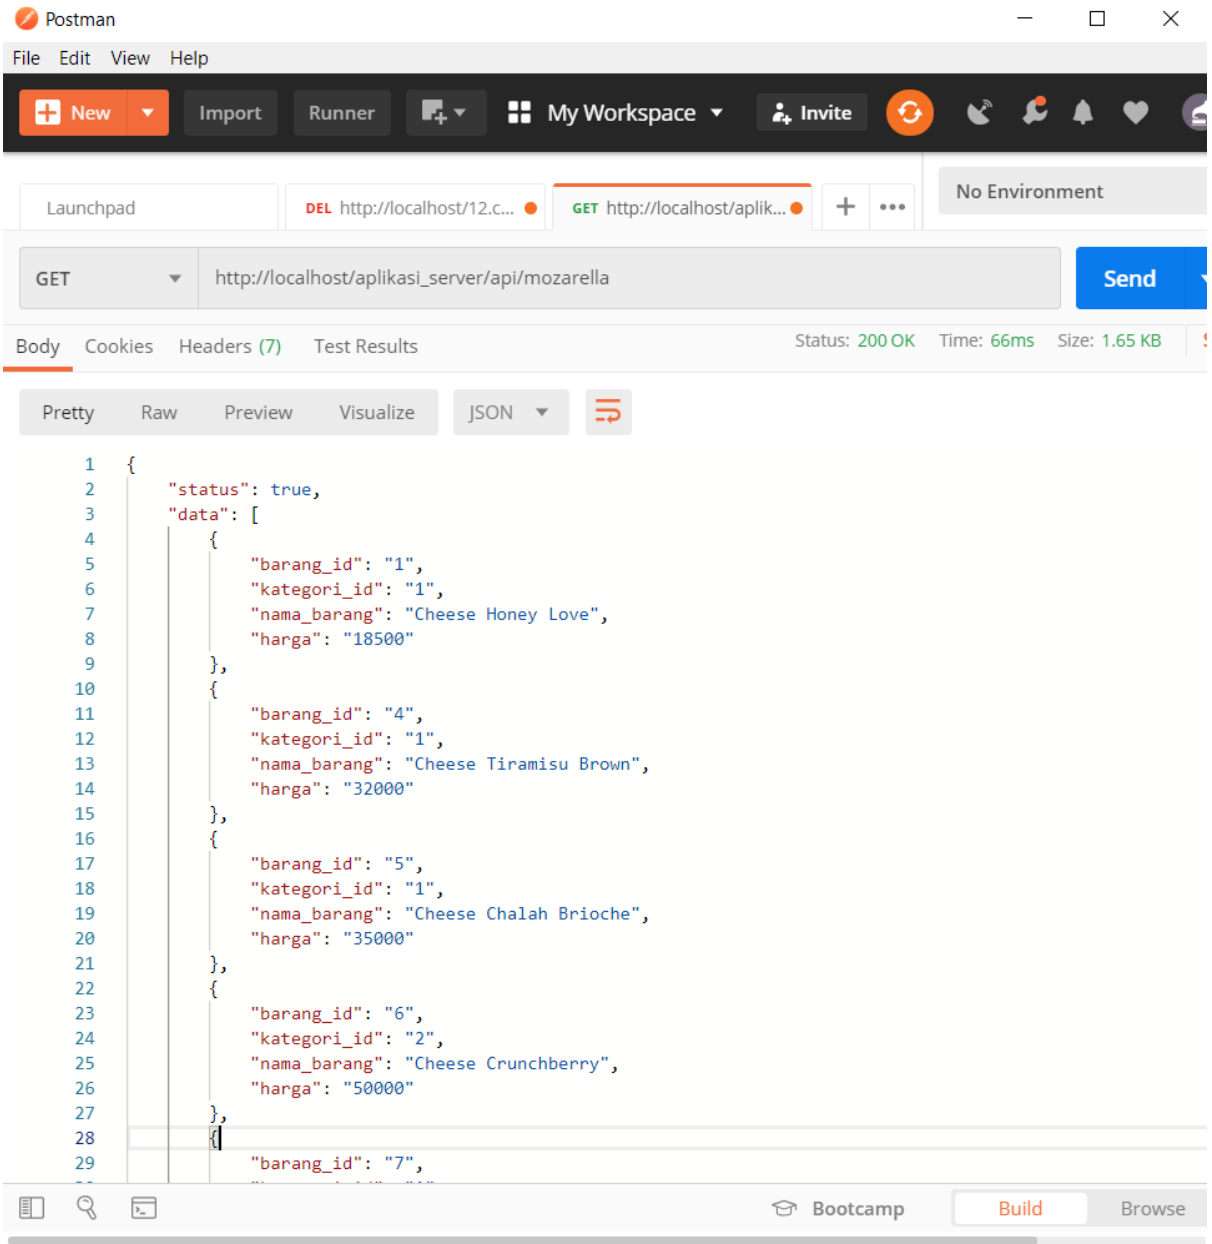 Postman
File Edit View Help
New Import Runner My Workspace Invite
No Environment
Launchpad DEL http://localhost/12.c... GET http://localhost/aplik... + •••
GET http://localhost/aplikasi_server/api/mozarella Send
Body Cookies Headers (7) Test Results Status: 200 OK Time: 66ms Size: 1.65 KB
Pretty Raw Preview Visualize JSON
1 {
2 "status": true,
3 "data": [
4 {
5 "barang_id": "1",
6 "kategori_id": "1",
7 "nama_barang": "Cheese Honey Love",
8 "harga": "18500"
9 },
10 {
11 "barang_id": "4",
12 "kategori_id": "1",
13 "nama_barang": "Cheese Tiramisu Brown",
14 "harga": "32000"
15 },
16 {
17 "barang_id": "5",
18 "kategori_id": "1",
19 "nama_barang": "Cheese Chalah Brioche",
20 "harga": "35000"
21 },
22 {
23 "barang_id": "6",
24 "kategori_id": "2",
25 "nama_barang": "Cheese Crunchberry",
26 "harga": "50000"
27 },
28 {
29 "barang_id": "7",
Bootcamp Build Browse